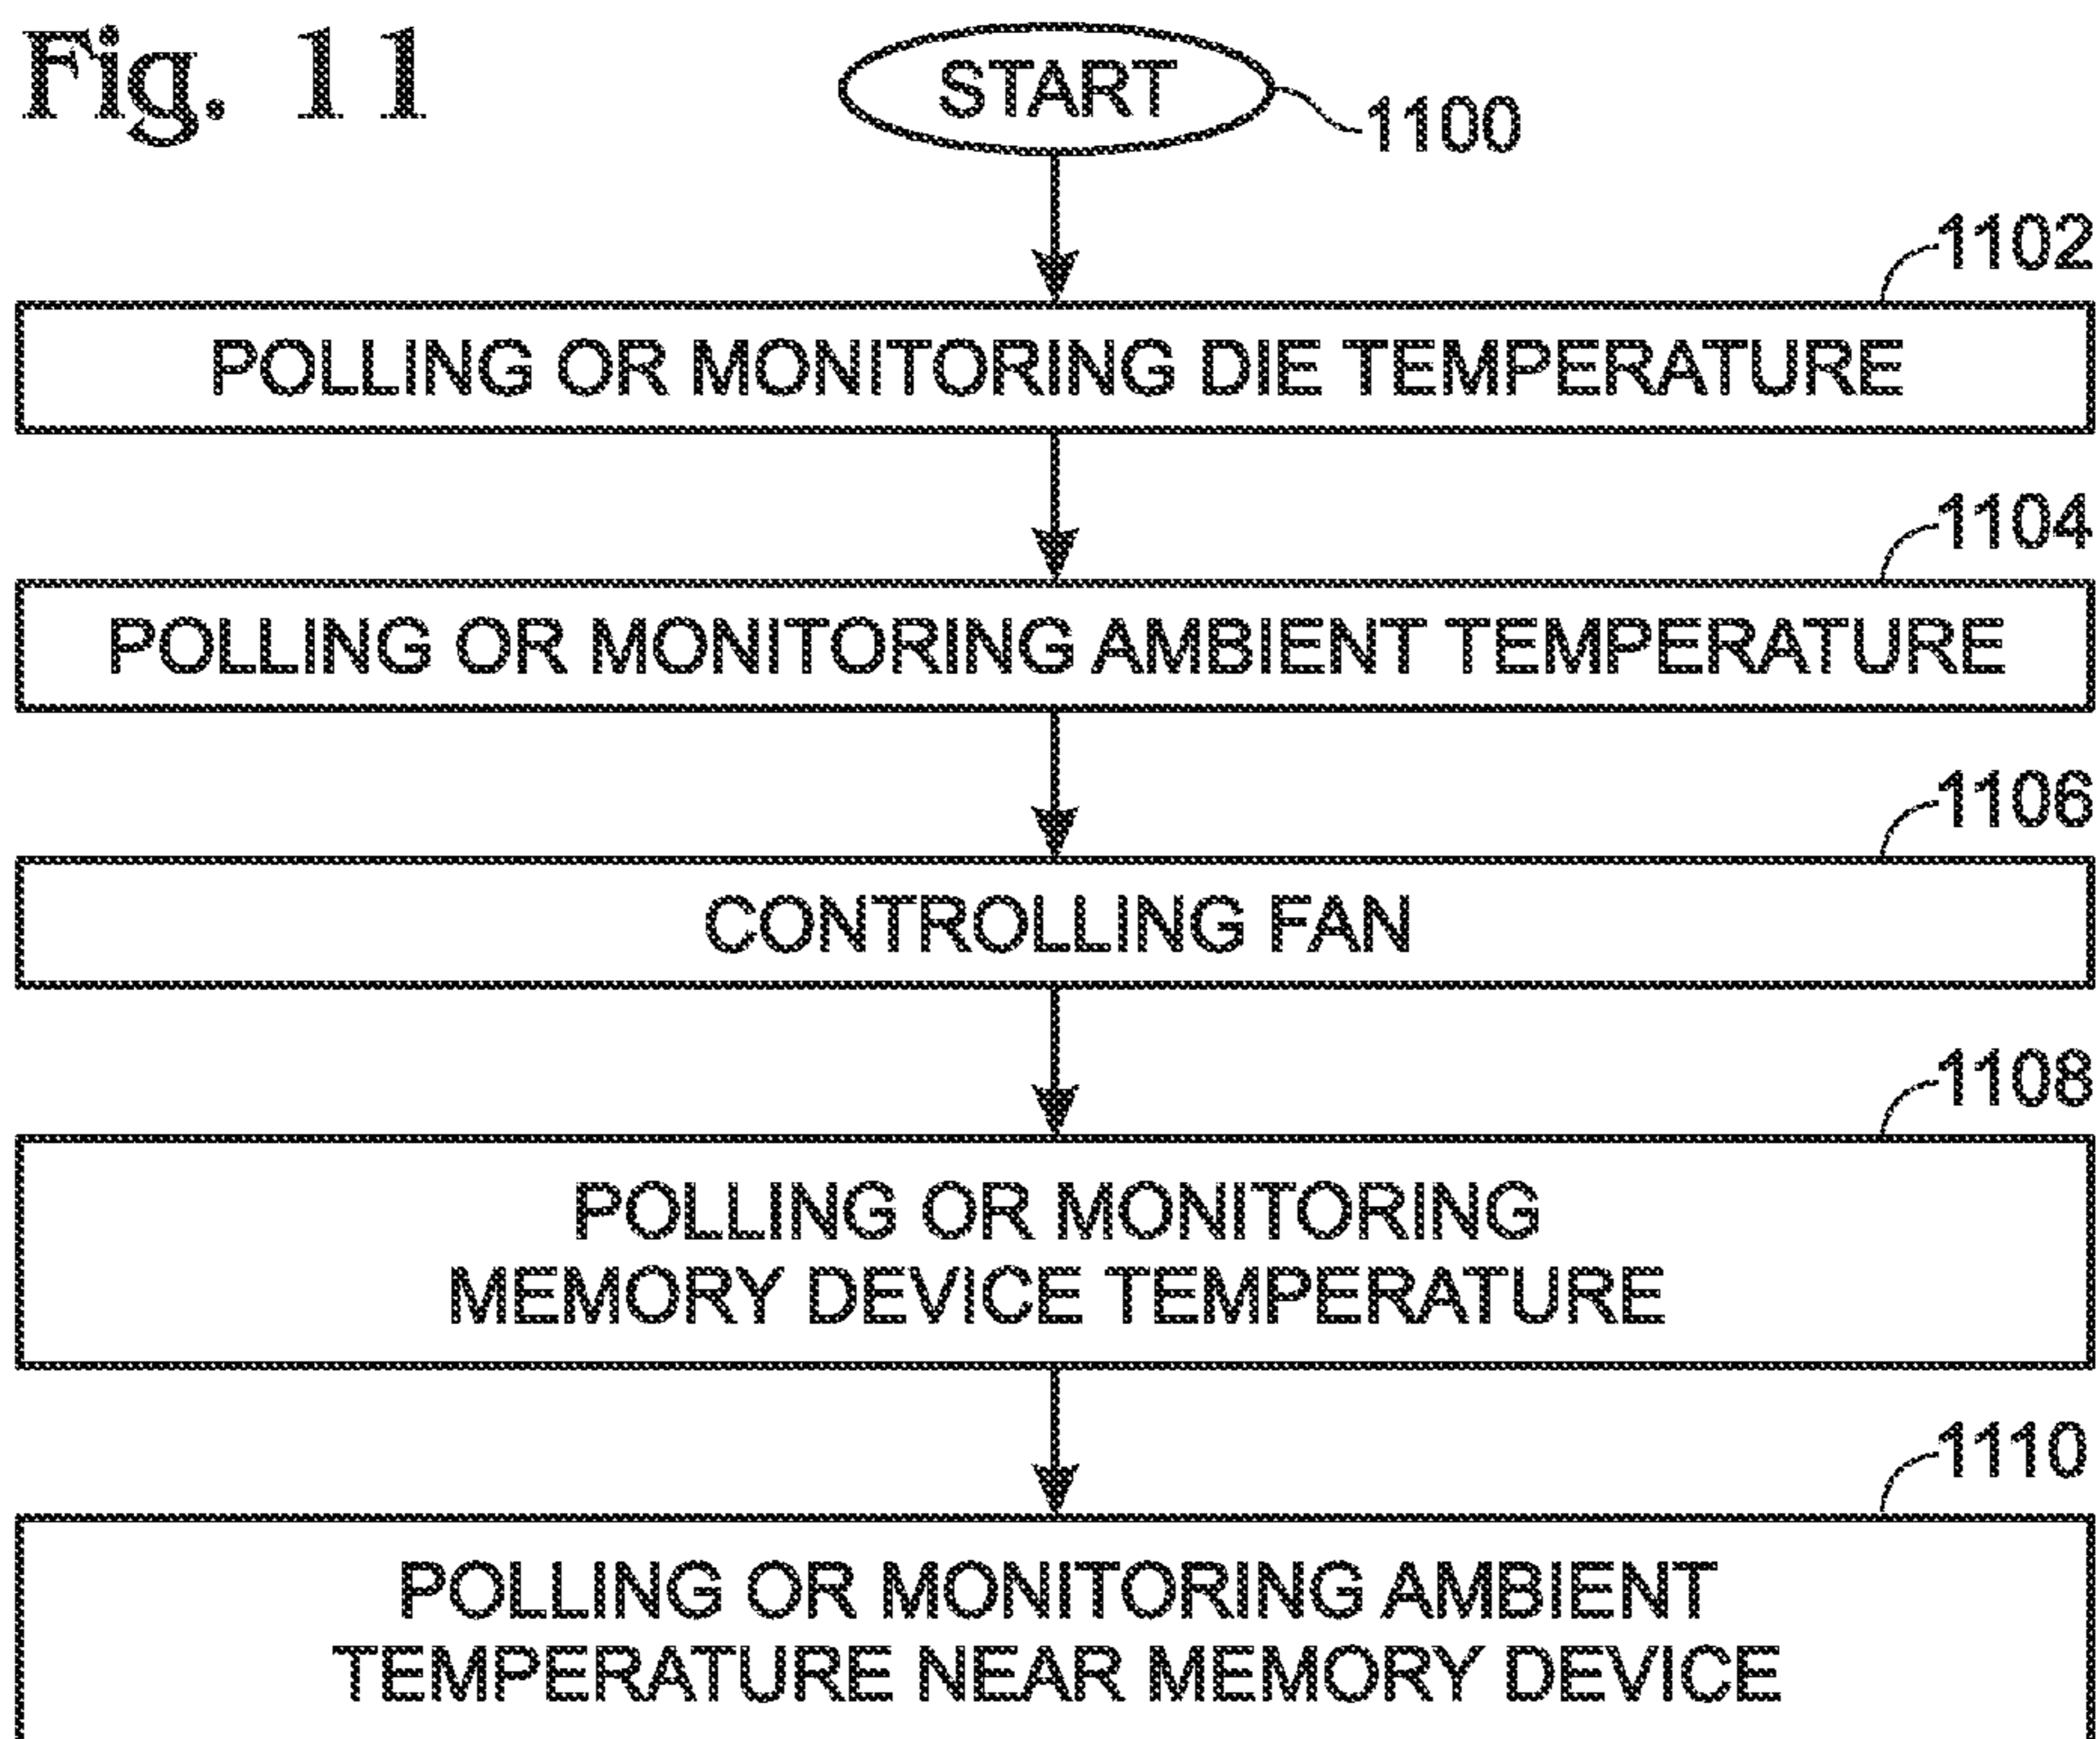 Fig. 11
START
1100
1102
POLLING OR MONITORING DIE TEMPERATURE
1104
POLLING OR MONITORING AMBIENT TEMPERATURE
1106
CONTROLLING FAN
1108
POLLING OR MONITORING
MEMORY DEVICE TEMPERATURE
1110
POLLING OR MONITORING AMBIENT
TEMPERATURE NEAR MEMORY DEVICE